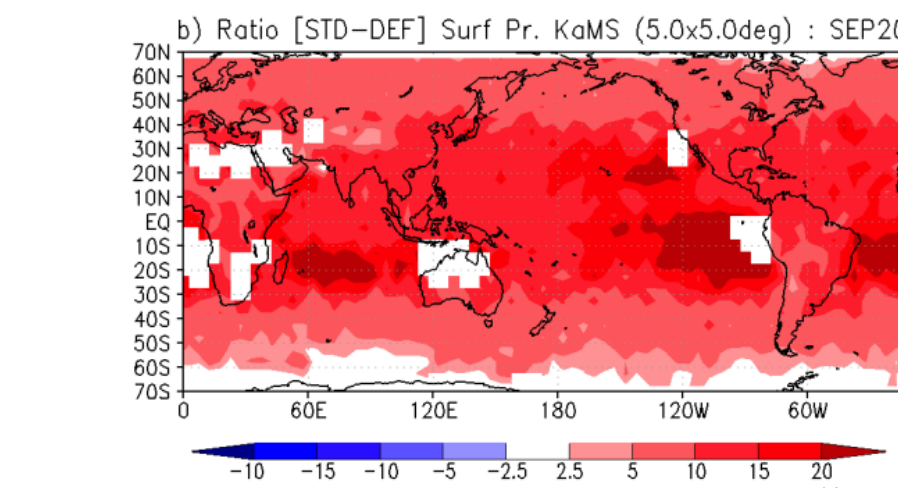 b) Ratio [STD-DEF] Surf Pr. KaMS (5.0x5.0deg) : SEP20
70N
60N
50N
40N
30N
20N
10N
EQ
10S
20S
30S
40S
50S
60S
70S
0 60E 120E 180 120W 60W
-10 -15 -10 -5 -2.5 2.5 5 10 15 20